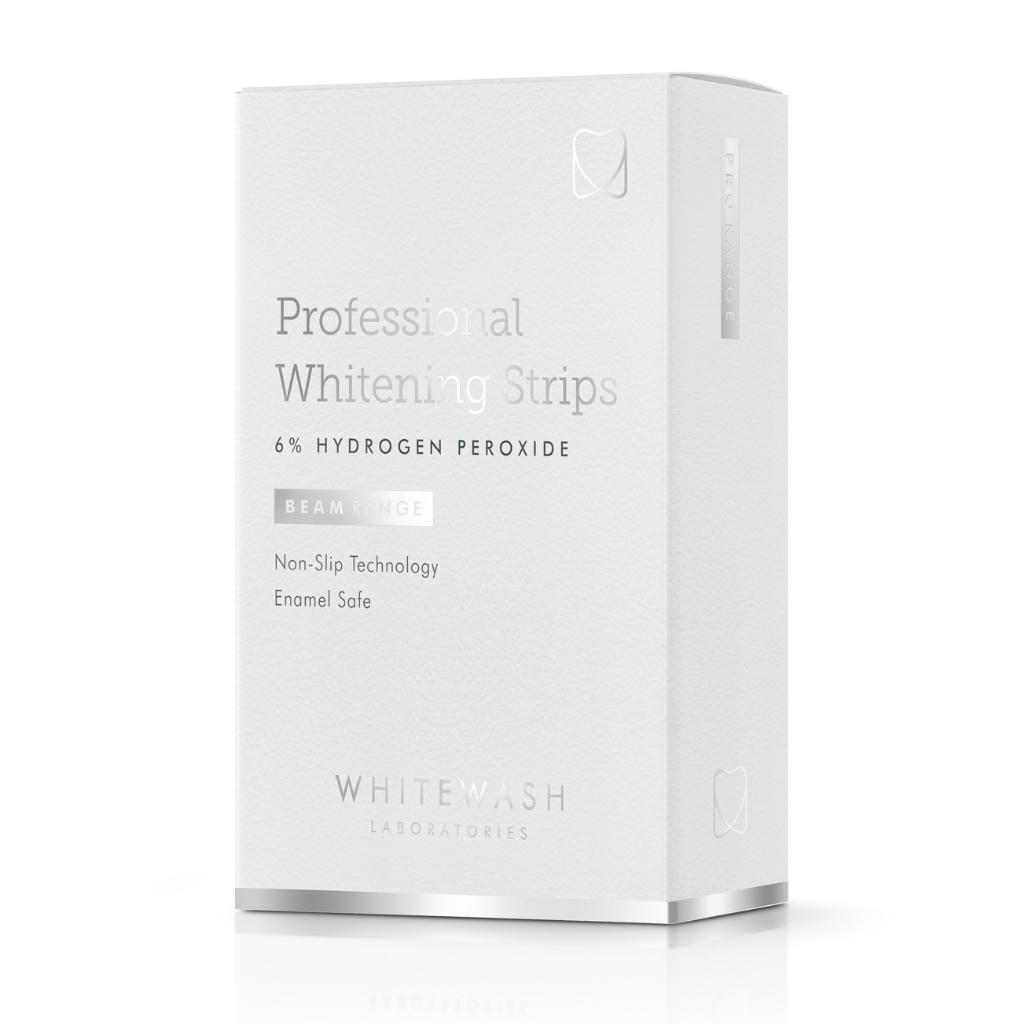 Professional
Whitening Strips
6% HYDROGEN PEROXIDE
BEAM RANGE
Non-Slip Technology
Enamel Safe
WHITEWASH
LABORATORIES
PRO RANGE